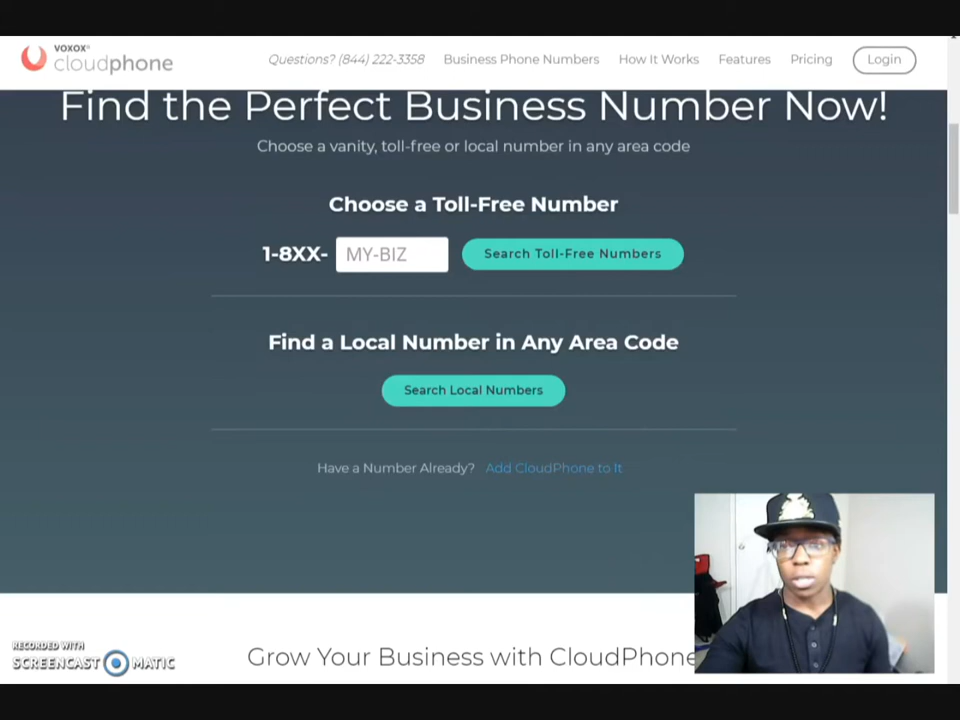 VOXOX®
cloudphone
Questions? (844) 222-3358 Business Phone Numbers How It Works Features Pricing Login
Find the Perfect Business Number Now!
Choose a vanity, toll-free or local number in any area code
Choose a Toll-Free Number
1-8XX- MY-BIZ Search Toll-Free Numbers
Find a Local Number in Any Area Code
Search Local Numbers
Have a Number Already? Add CloudPhone to It
Grow Your Business with CloudPhone
RECORDED WITH
SCREENCAST MATIC